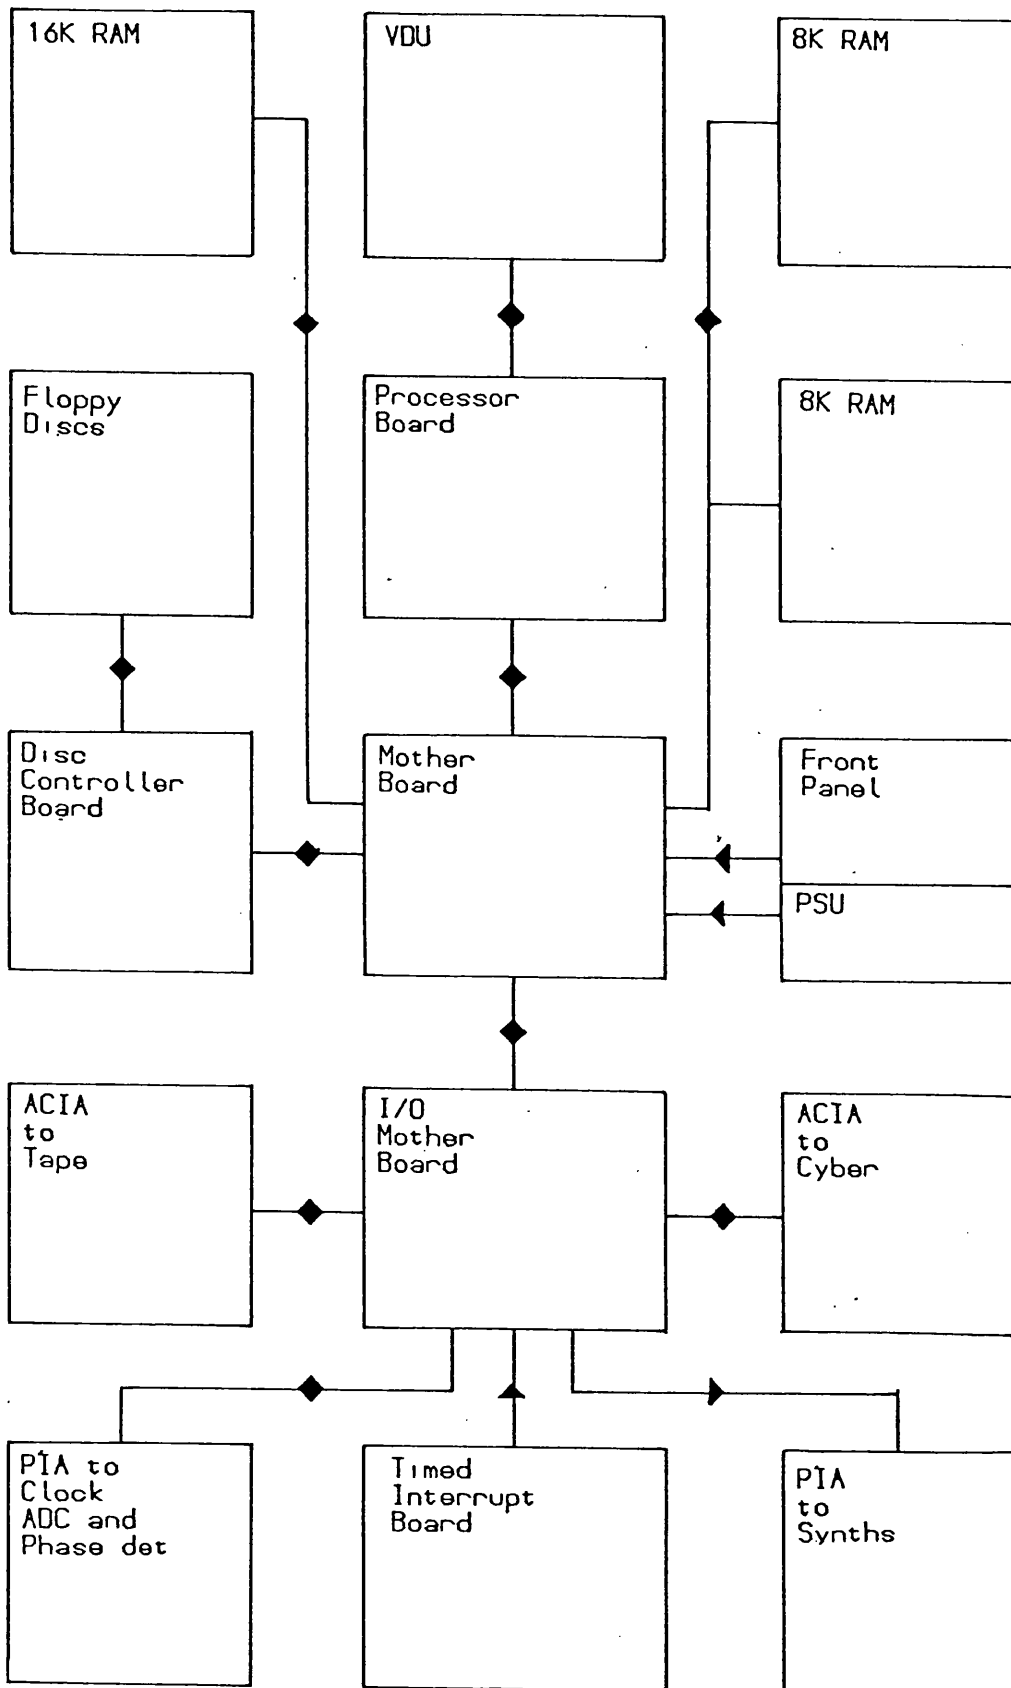 16K RAM
VDU
8K RAM
Floppy
Discs
Processor
Board
8K RAM
Disc
Controller
Board
Mother
Board
Front
Panel
PSU
ACIA
to
Tape
I/O
Mother
Board
ACIA
to
Cyber
PIA to
Clock
ADC and
Phase det
Timed
Interrupt
Board
PIA
to
Synths